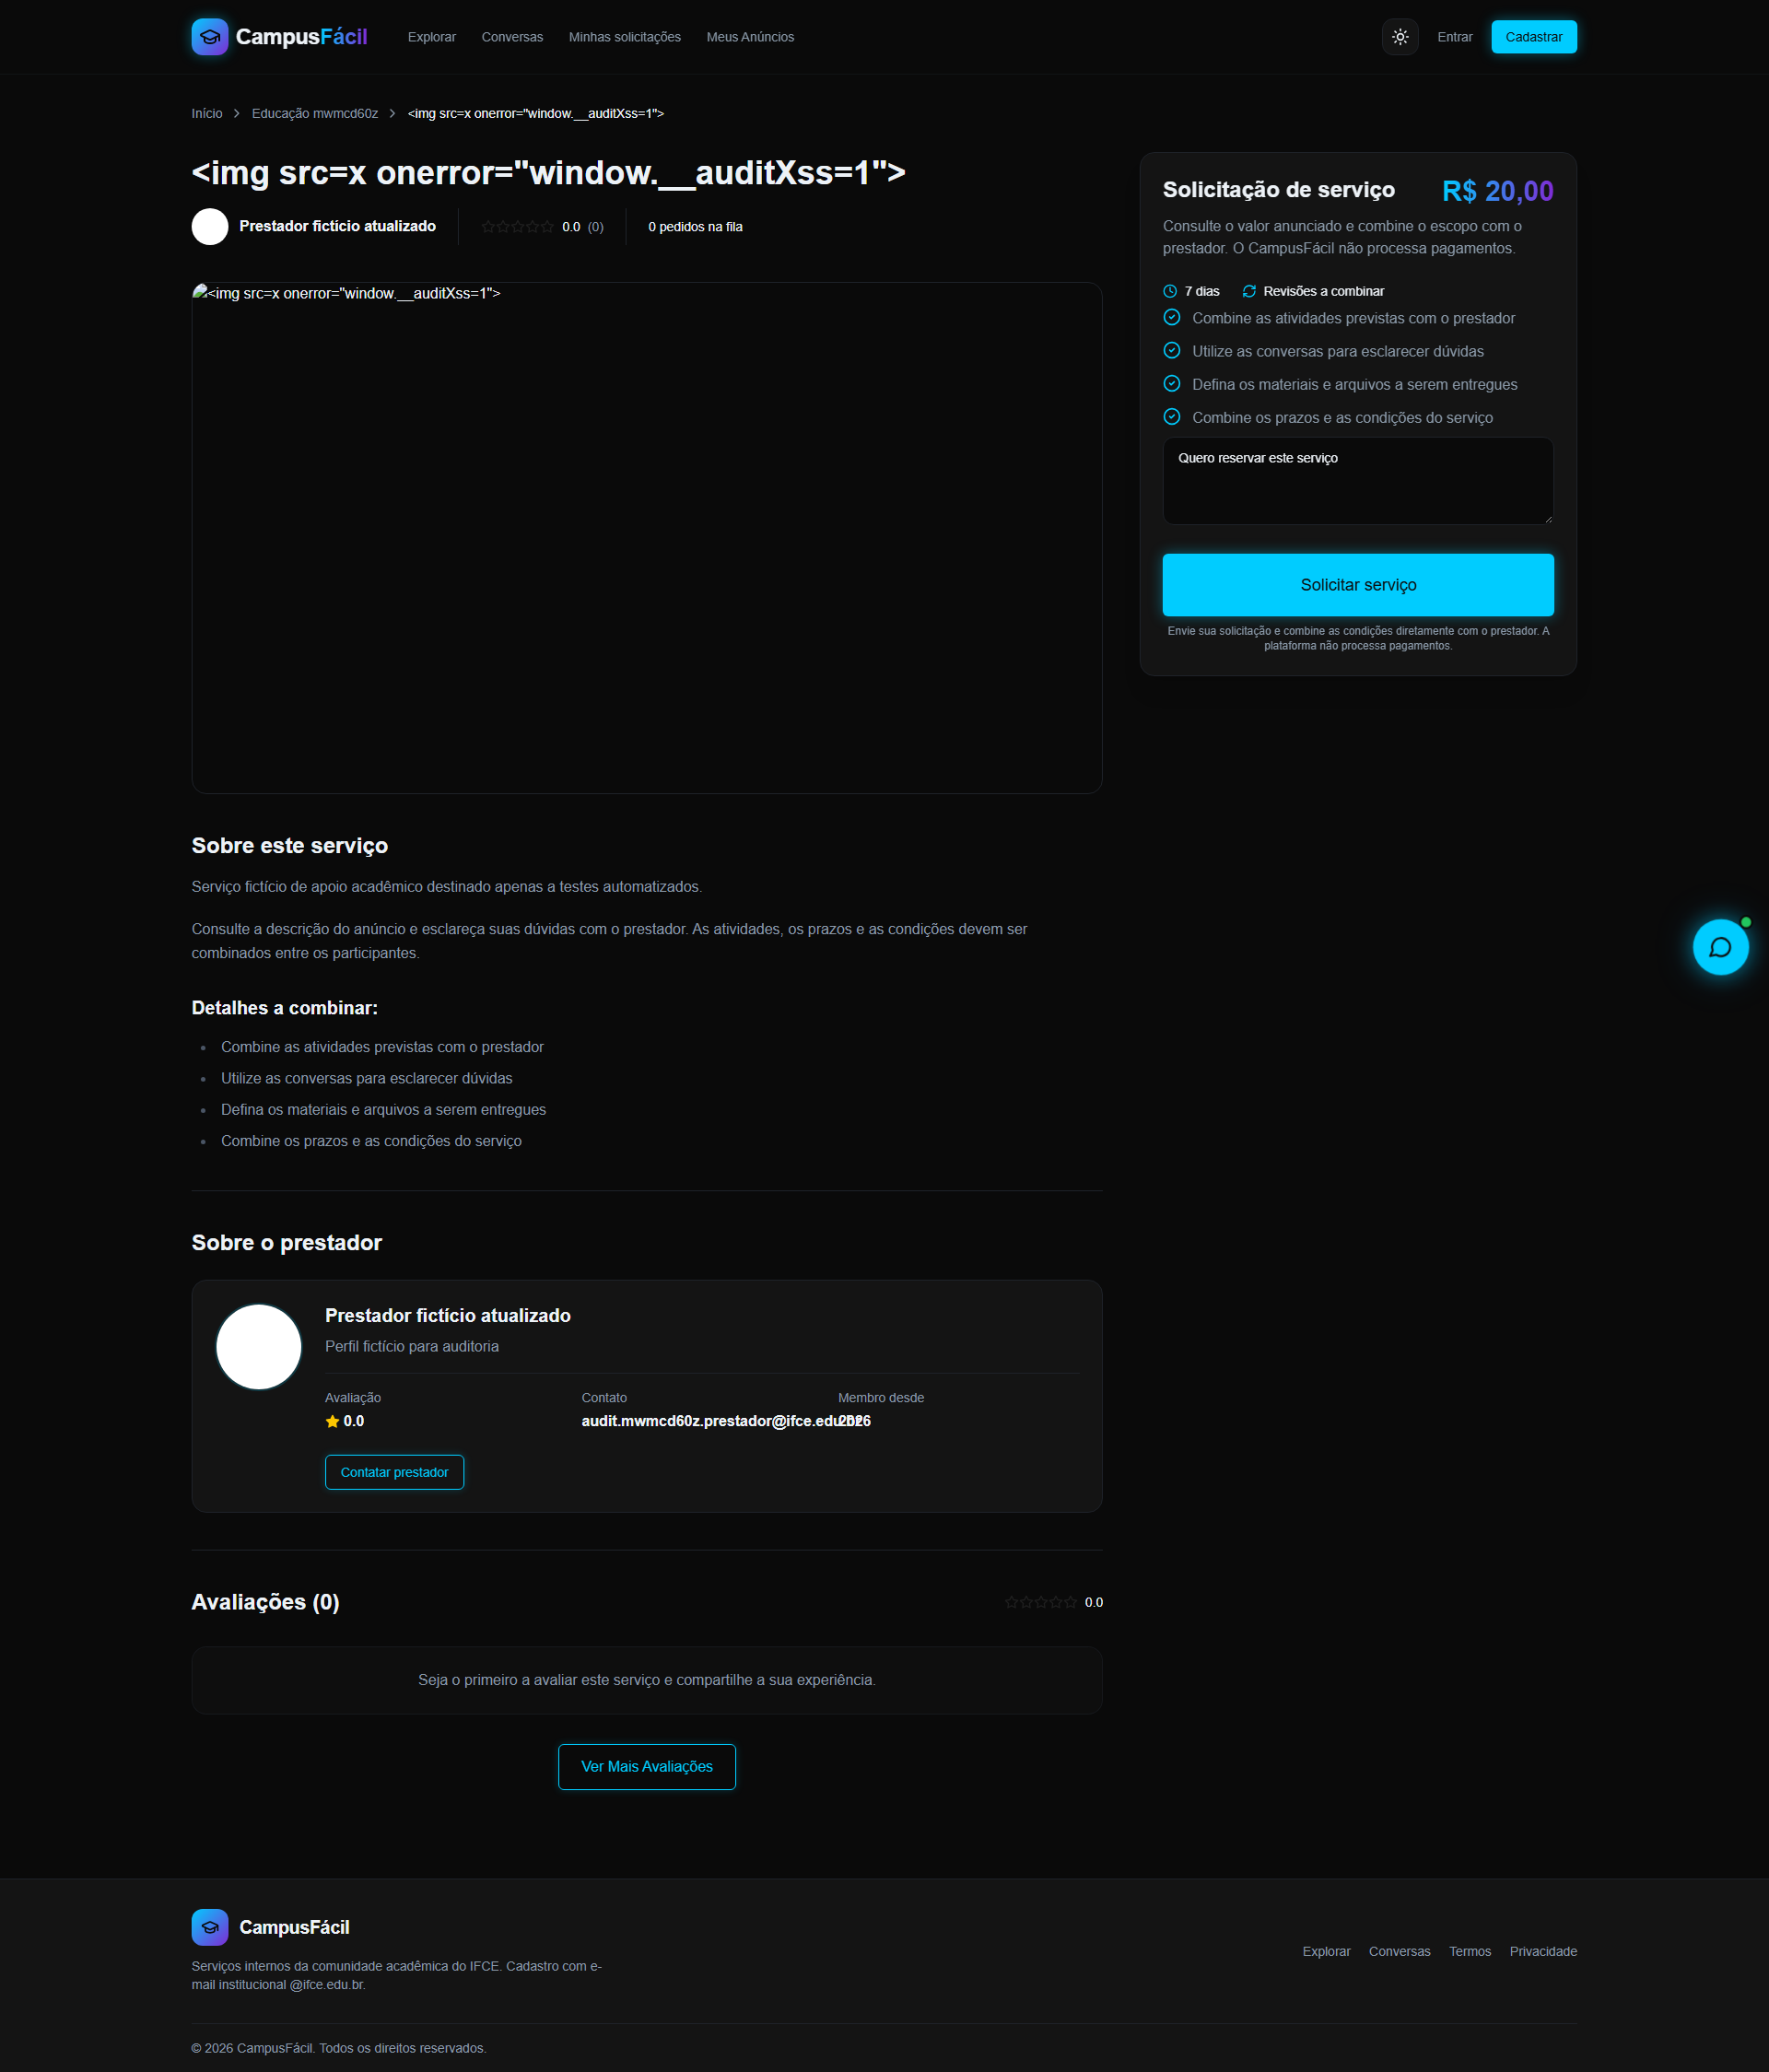 CampusFácil
Explorar
Conversas
Minhas solicitações
Meus Anúncios
Entrar
Cadastrar
Início
Educação mwmcd60z
<img src=x onerror="window.__auditXss=1">
<img src=x onerror="window.__auditXss=1">
Prestador fictício atualizado
0.0 (0)
0 pedidos na fila
<img src=x onerror="window.__auditXss=1">
Solicitação de serviço
R$ 20,00
Consulte o valor anunciado e combine o escopo com o
prestador. O CampusFácil não processa pagamentos.
7 dias
Revisões a combinar
Combine as atividades previstas com o prestador
Utilize as conversas para esclarecer dúvidas
Defina os materiais e arquivos a serem entregues
Combine os prazos e as condições do serviço
Quero reservar este serviço
Solicitar serviço
Envie sua solicitação e combine as condições diretamente com o prestador. A
plataforma não processa pagamentos.
Sobre este serviço
Serviço fictício de apoio acadêmico destinado apenas a testes automatizados.
Consulte a descrição do anúncio e esclareça suas dúvidas com o prestador. As atividades, os prazos e as condições devem ser
combinados entre os participantes.
Detalhes a combinar:
Combine as atividades previstas com o prestador
Utilize as conversas para esclarecer dúvidas
Defina os materiais e arquivos a serem entregues
Combine os prazos e as condições do serviço
Sobre o prestador
Prestador fictício atualizado
Perfil fictício para auditoria
Avaliação
Contato
Membro desde
0.0
audit.mwmcd60z.prestador@ifce.edu.br
2026
Contatar prestador
Avaliações (0)
0.0
Seja o primeiro a avaliar este serviço e compartilhe a sua experiência.
Ver Mais Avaliações
CampusFácil
Serviços internos da comunidade acadêmica do IFCE. Cadastro com e-
mail institucional @ifce.edu.br.
Explorar
Conversas
Termos
Privacidade
© 2026 CampusFácil. Todos os direitos reservados.